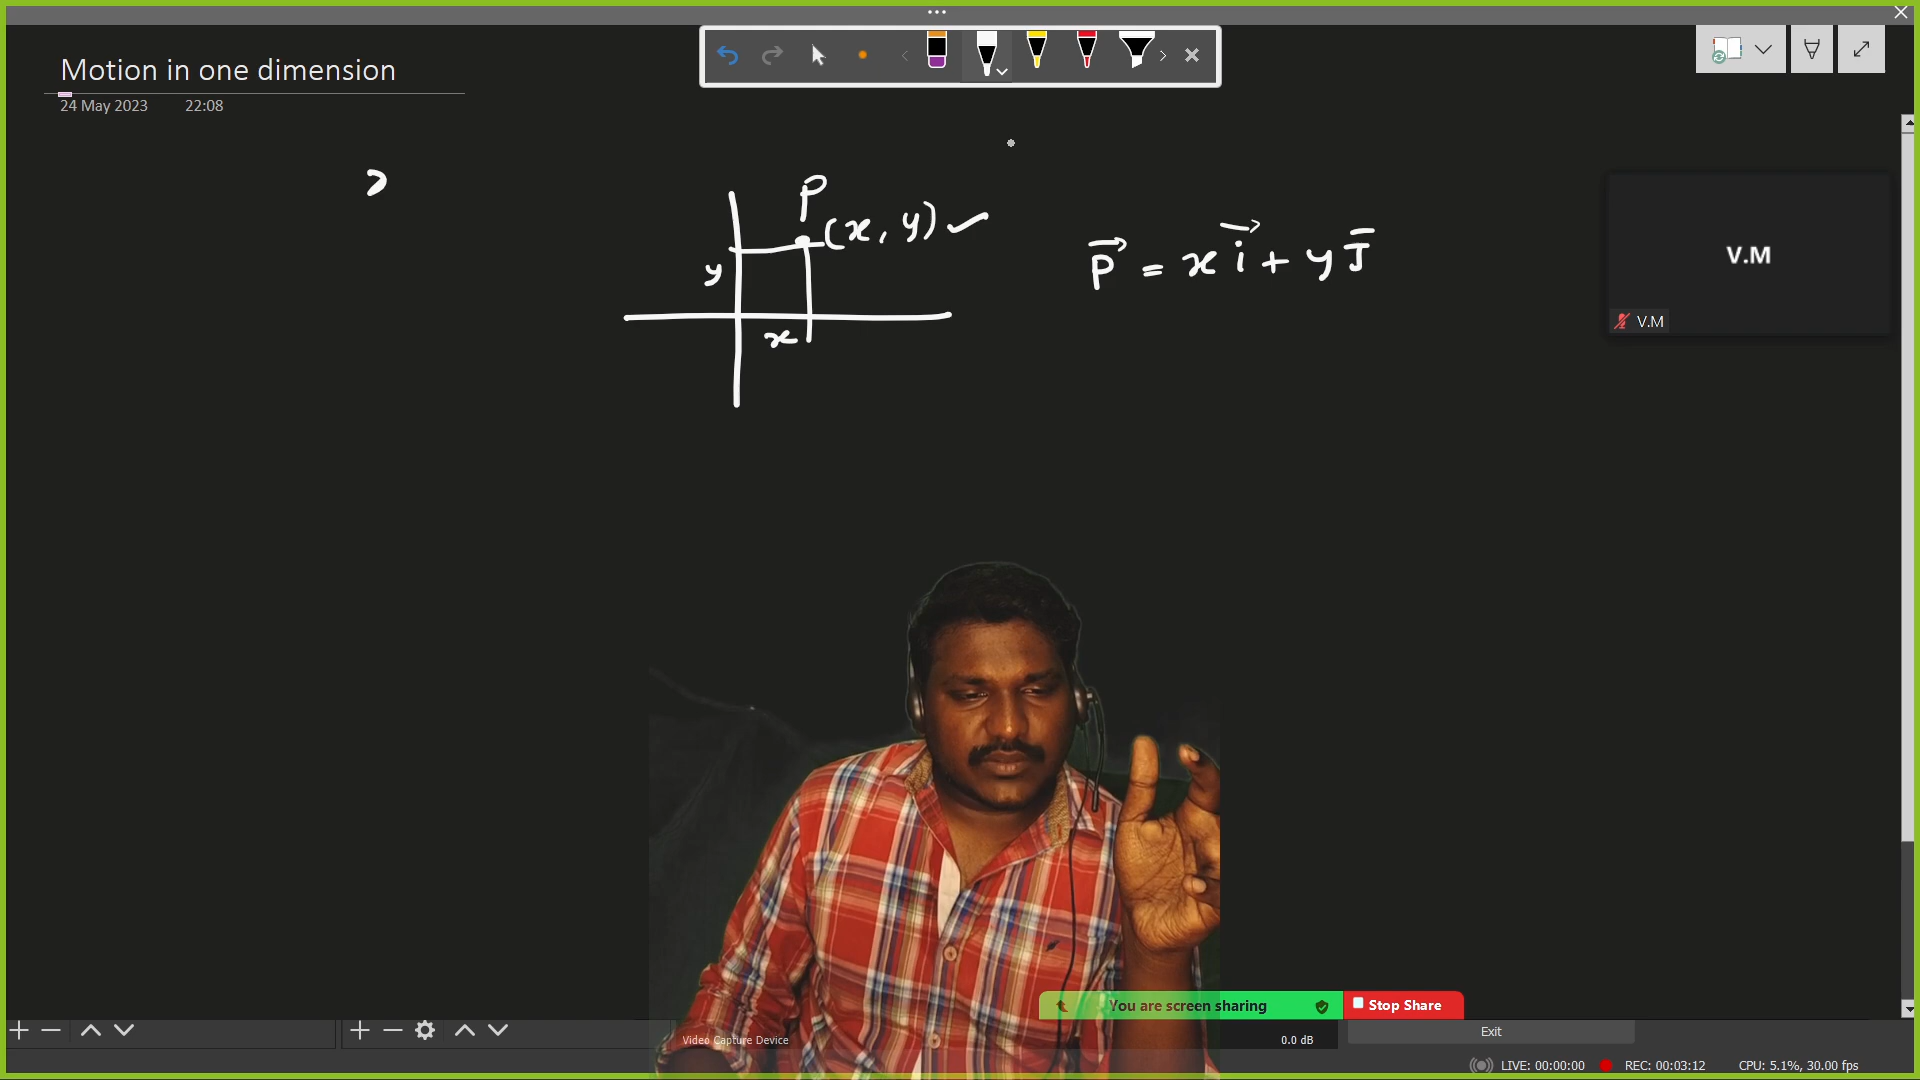 Motion in one dimension
24 May 2023 22:08
P
(x, y)
y
x
P = x i + y J
V.M
V.M
You are screen sharing
Stop Share
Video Capture Device
0.0 dB
Exit
LIVE: 00:00:00
REC: 00:03:12
CPU: 5.1%, 30.00 fps